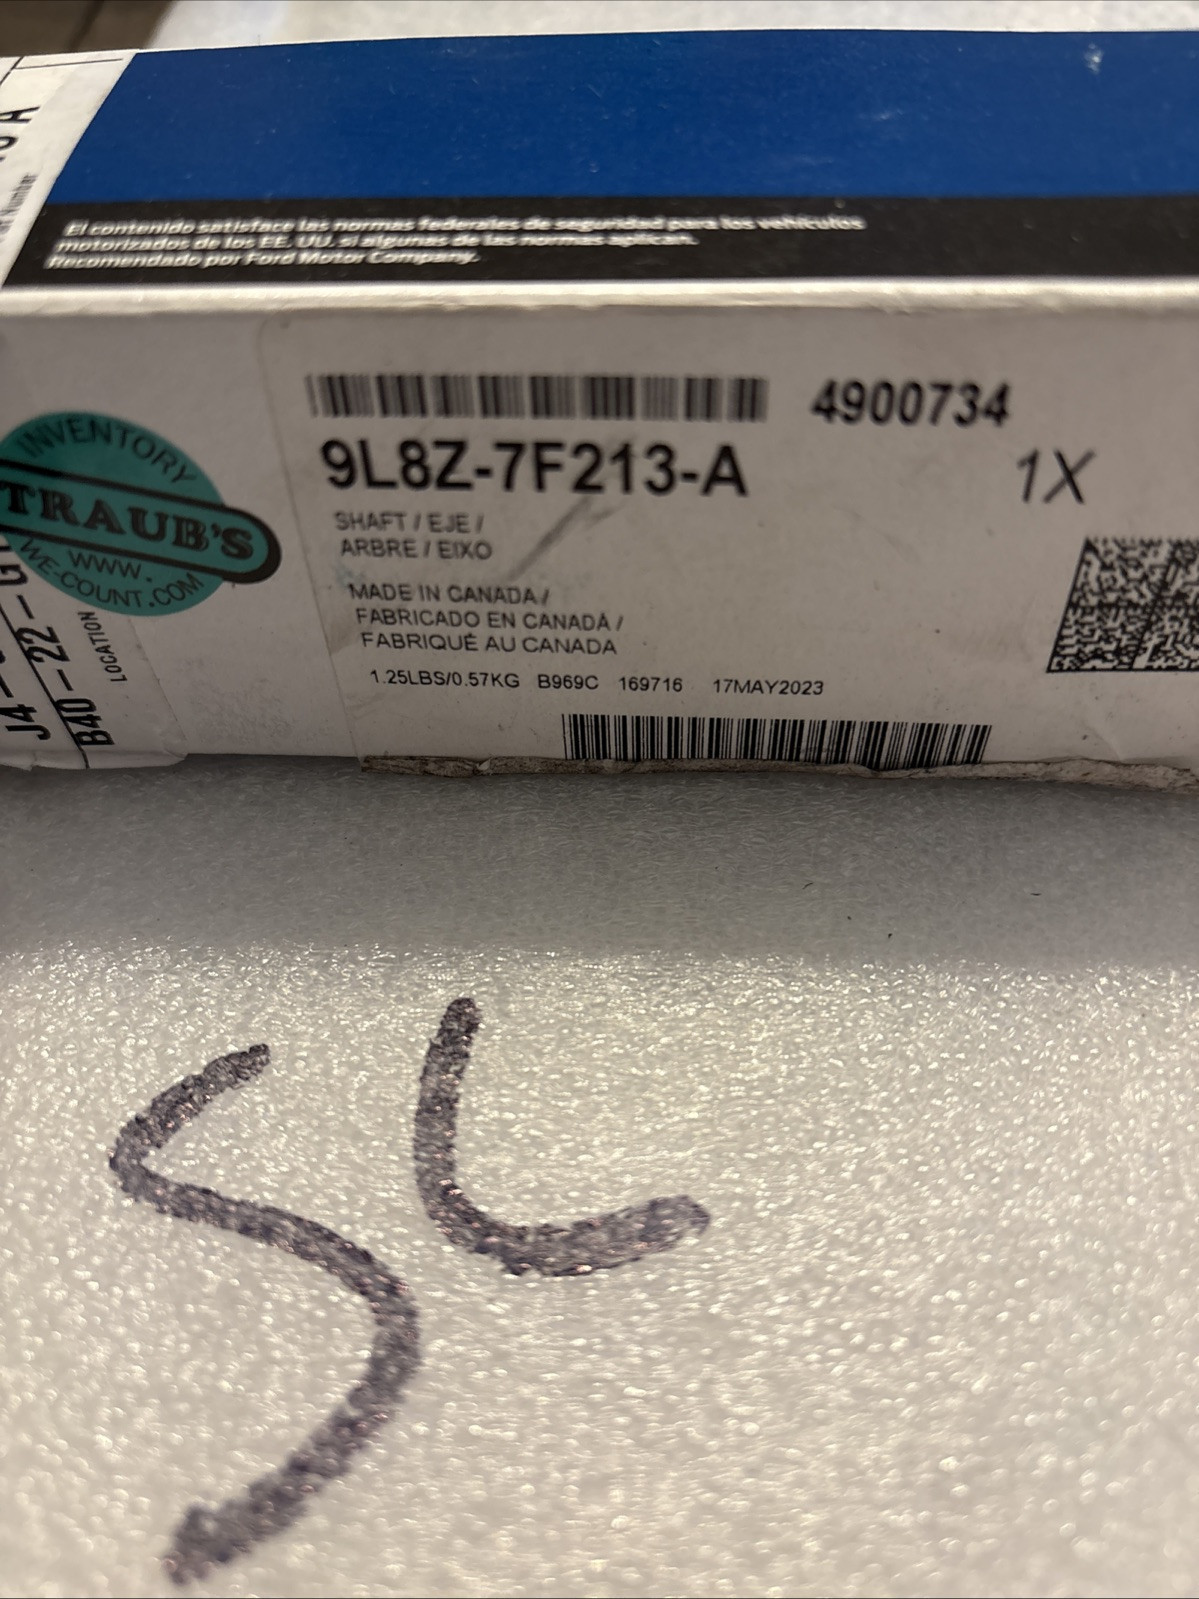 El contenido satisface las normas federales de seguridad para los vehículos
motorizados de los EE. UU. si algunas de las normas aplican.
Recomendado por Ford Motor Company.
4900734
9L8Z-7F213-A
1X
SHAFT / EJE /
ARBRE / EIXO
MADE IN CANADA /
FABRICADO EN CANADÁ /
FABRIQUÉ AU CANADA
1.25LBS/0.57KG B969C 169716 17MAY2023
INVENTORY
TRAUB'S
WWW.
WE-COUNT.COM
B40-22-
LOCATION
J4-
Number
A